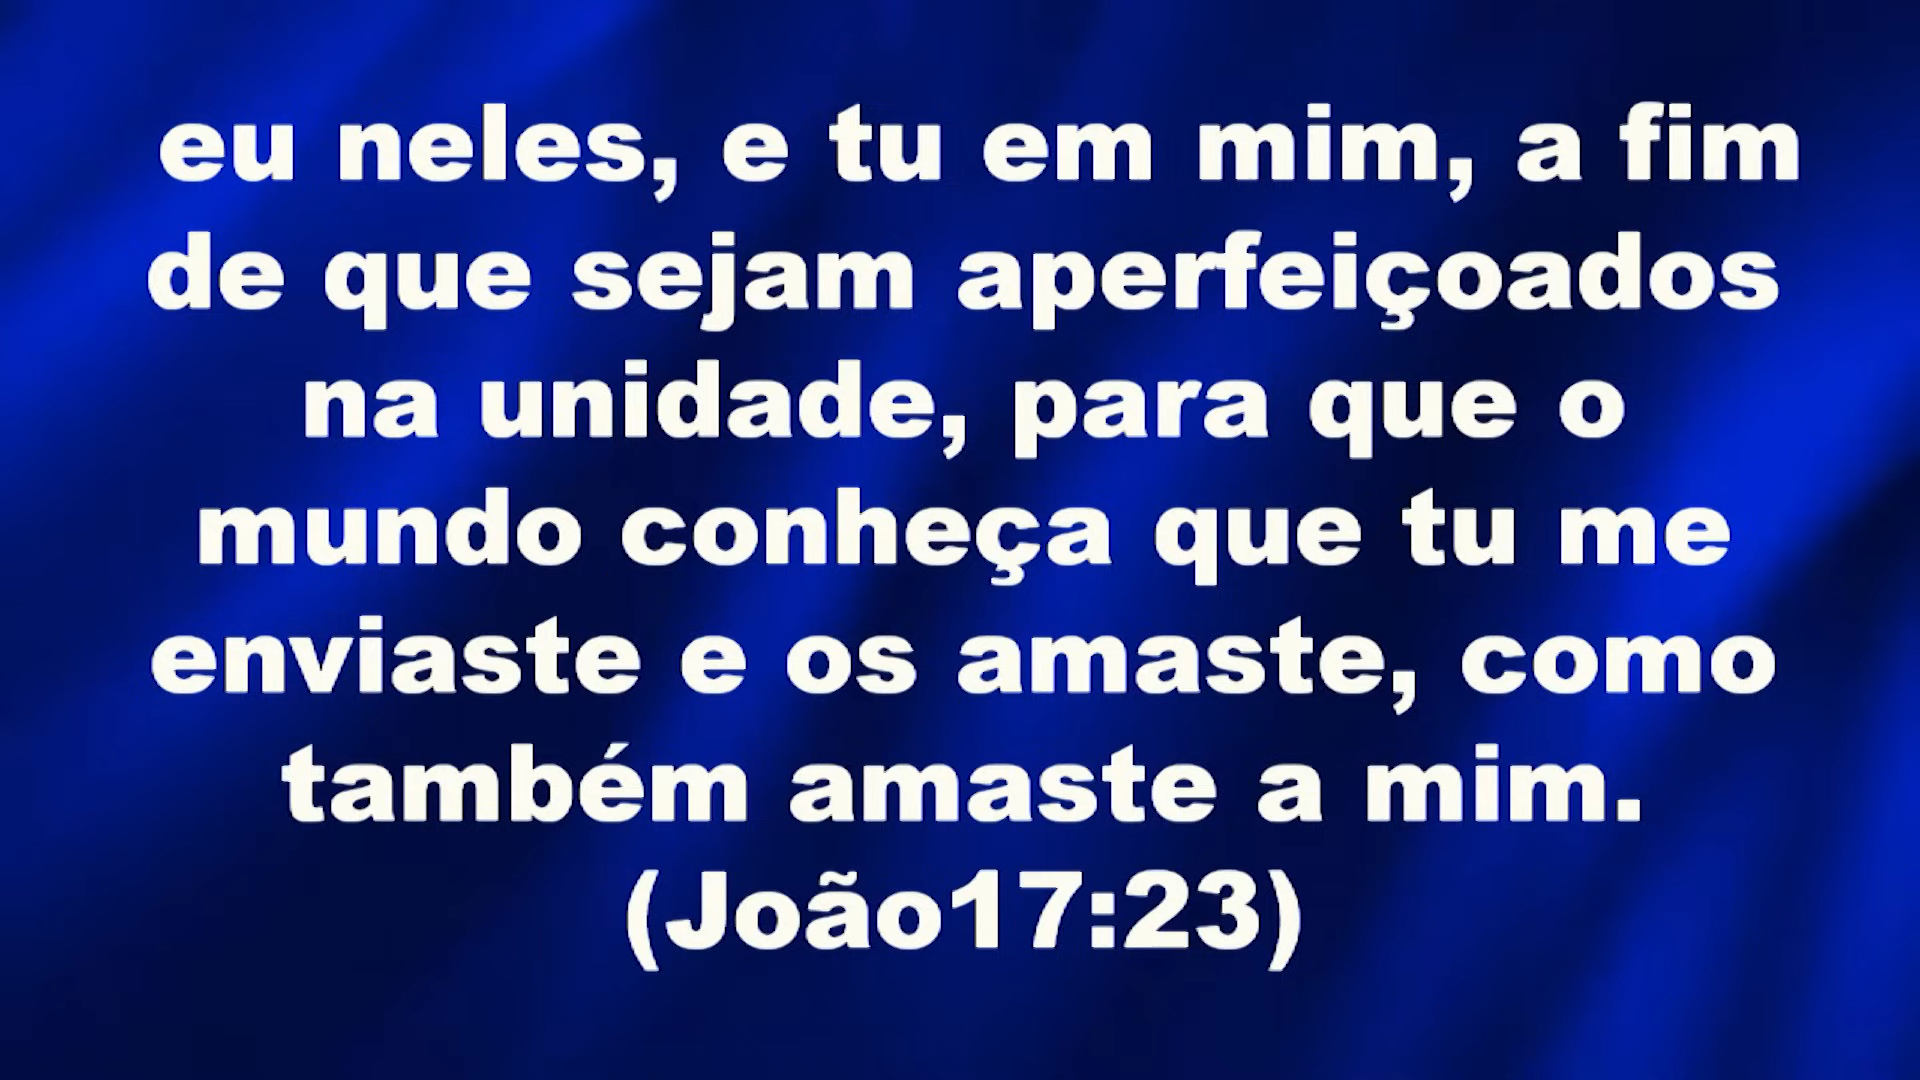 eu neles, e tu em mim, a fim
de que sejam aperfeiçoados
na unidade, para que o
mundo conheça que tu me
enviaste e os amaste, como
também amaste a mim.
(João17:23)